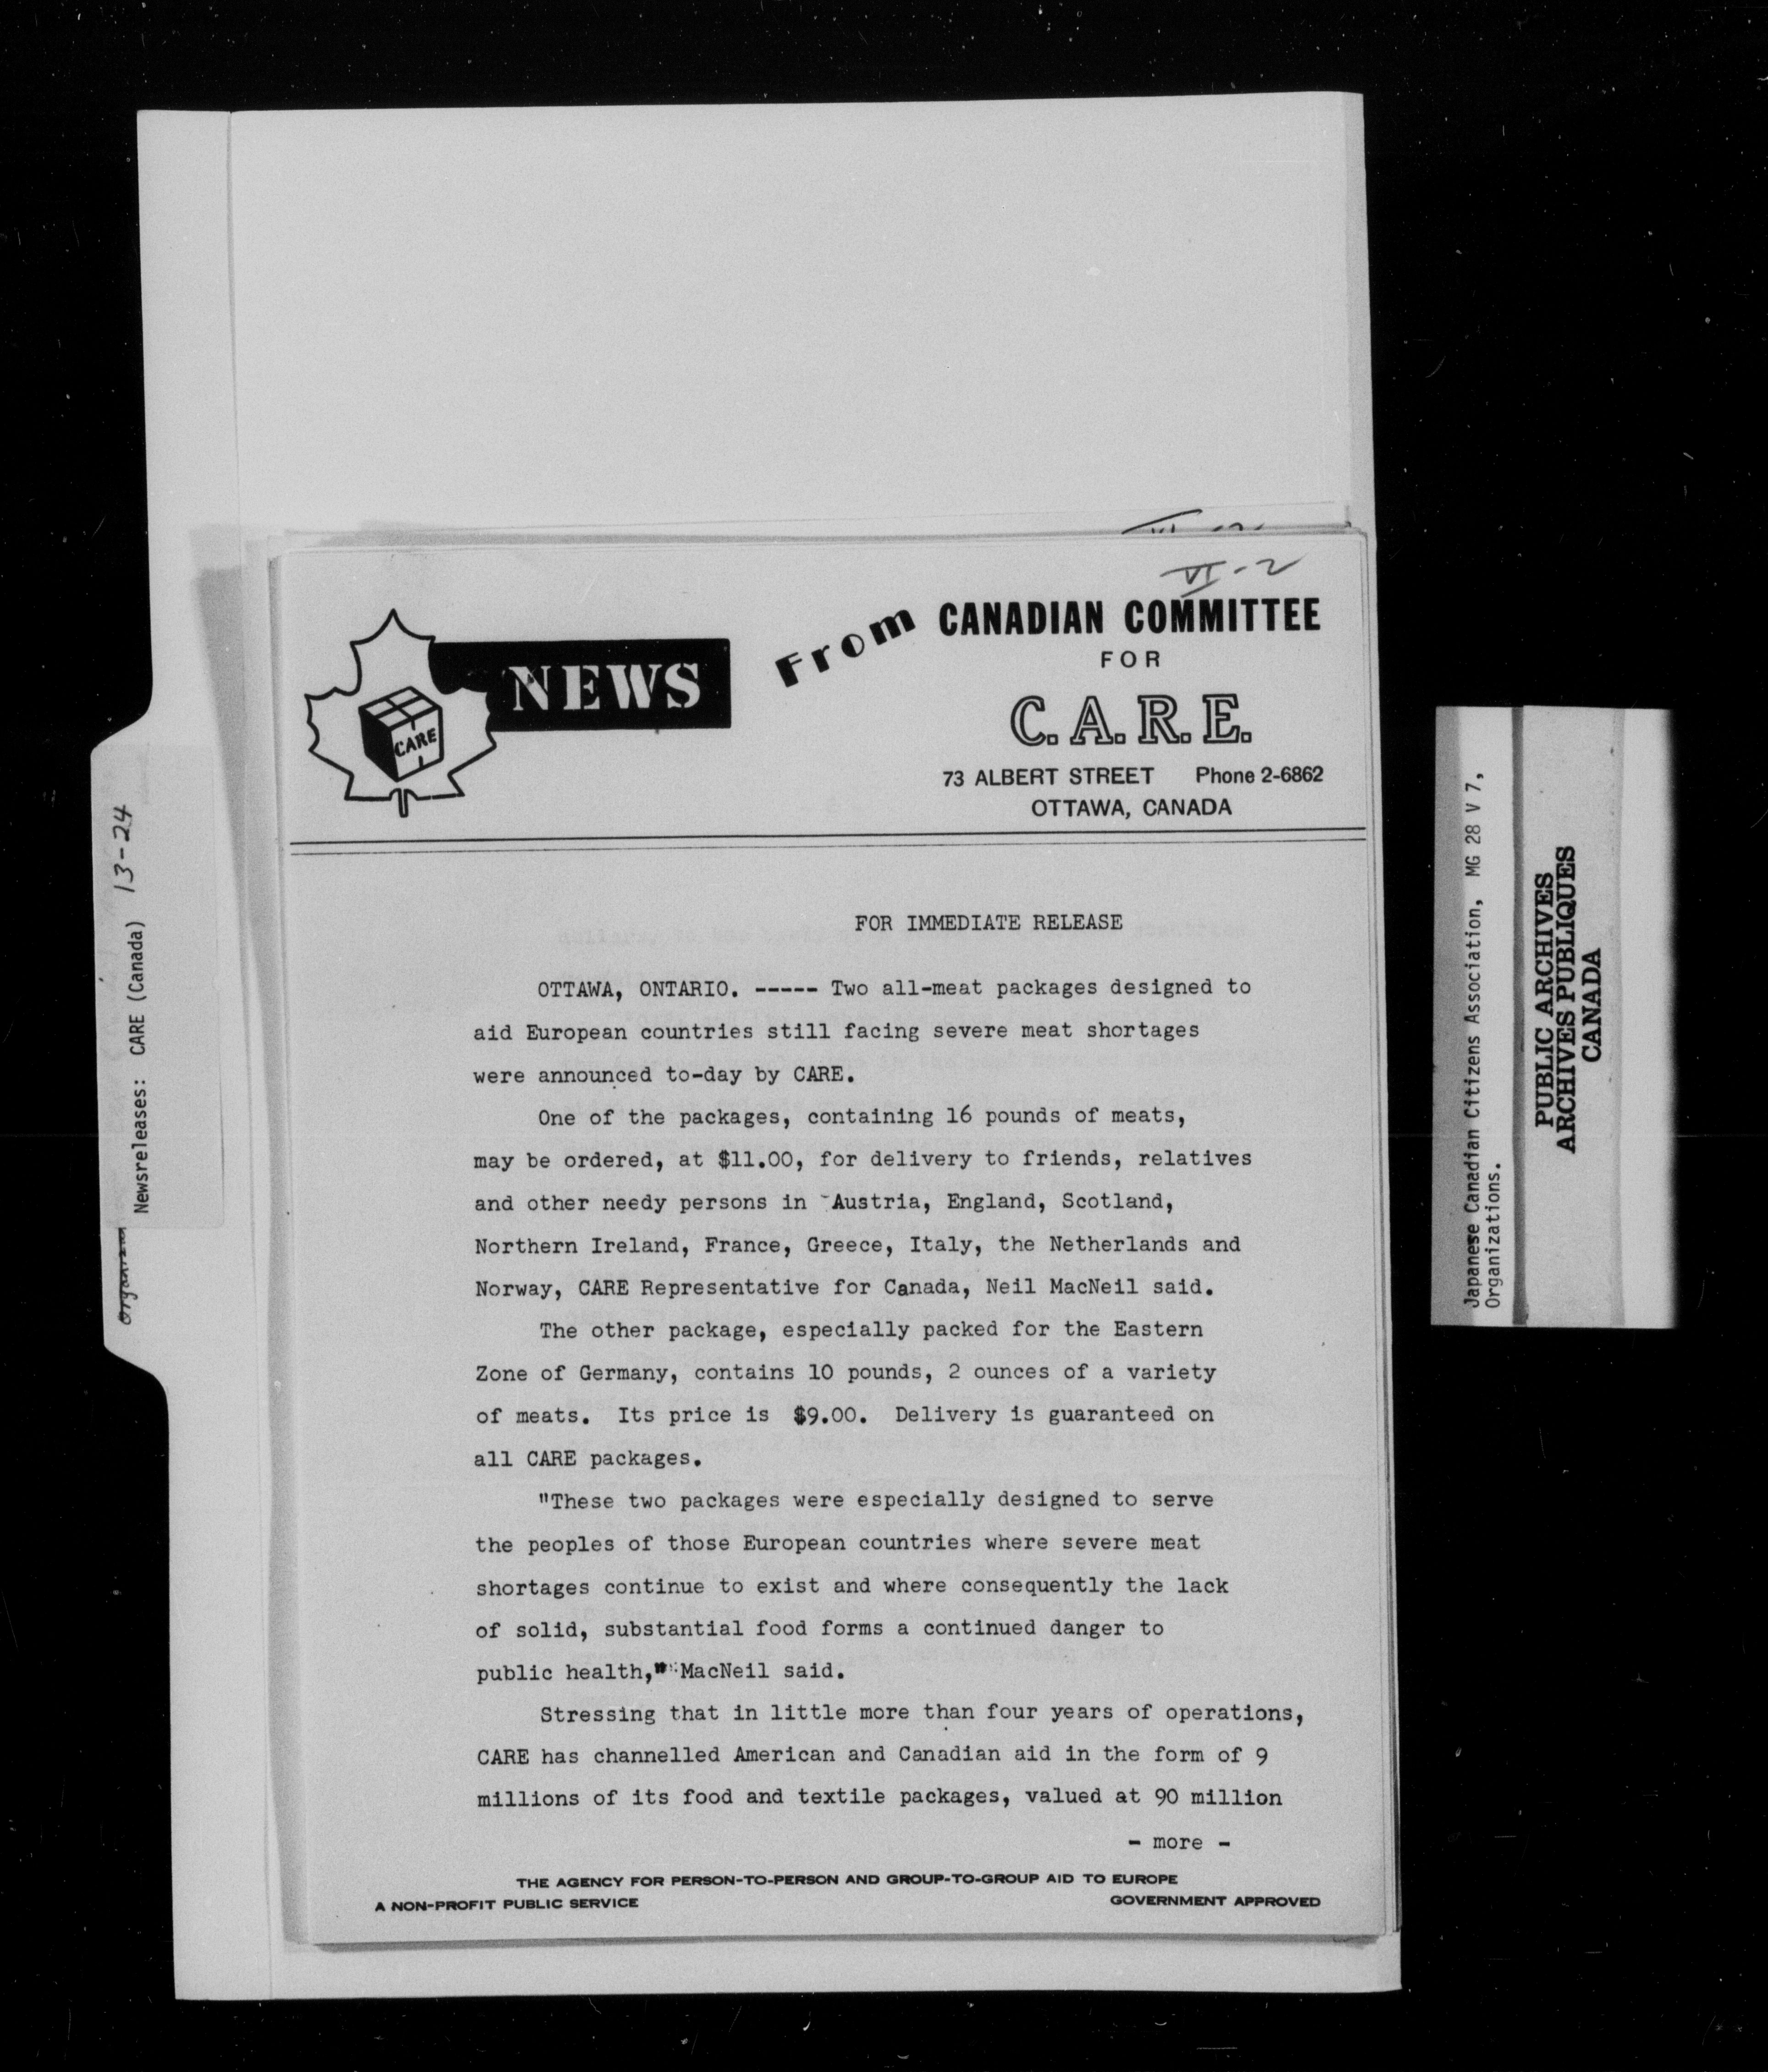 VI-2
NEWS
CARE
From CANADIAN COMMITTEE
FOR
C.A.R.E.
73 ALBERT STREET Phone 2-6862
OTTAWA, CANADA
FOR IMMEDIATE RELEASE
OTTAWA, ONTARIO. ----- Two all-meat packages designed to
aid European countries still facing severe meat shortages
were announced to-day by CARE.
One of the packages, containing 16 pounds of meats,
may be ordered, at $11.00, for delivery to friends, relatives
and other needy persons in Austria, England, Scotland,
Northern Ireland, France, Greece, Italy, the Netherlands and
Norway, CARE Representative for Canada, Neil MacNeil said.
The other package, especially packed for the Eastern
Zone of Germany, contains 10 pounds, 2 ounces of a variety
of meats. Its price is $9.00. Delivery is guaranteed on
all CARE packages.
"These two packages were especially designed to serve
the peoples of those European countries where severe meat
shortages continue to exist and where consequently the lack
of solid, substantial food forms a continued danger to
public health," MacNeil said.
Stressing that in little more than four years of operations,
CARE has channelled American and Canadian aid in the form of 9
millions of its food and textile packages, valued at 90 million
- more -
THE AGENCY FOR PERSON-TO-PERSON AND GROUP-TO-GROUP AID TO EUROPE
A NON-PROFIT PUBLIC SERVICE GOVERNMENT APPROVED
Newsreleases: CARE (Canada) 13-24
Japanese Canadian Citizens Association, MG 28 V 7,
Organizations.
PUBLIC ARCHIVES
ARCHIVES PUBLIQUES
CANADA